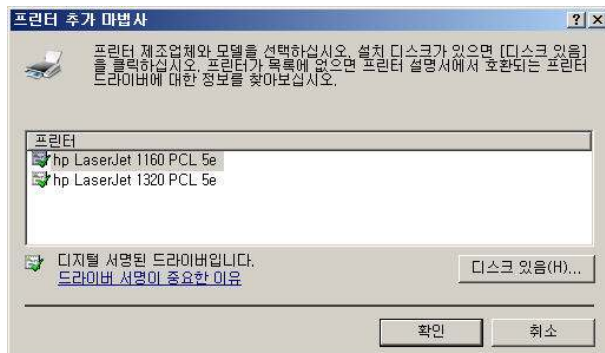 프린터 추가 마법사
프린터 제조업체와 모델을 선택하십시오. 설치 디스크가 있으면 [디스크 있음]
을 클릭하십시오. 프린터가 목록에 없으면 프린터 설명서에서 호환되는 프린터
드라이버에 대한 정보를 찾아보십시오.
프린터
hp LaserJet 1160 PCL 5e
hp LaserJet 1320 PCL 5e
디지털 서명된 드라이버입니다.
드라이버 서명이 중요한 이유
디스크 있음(H)...
확인
취소